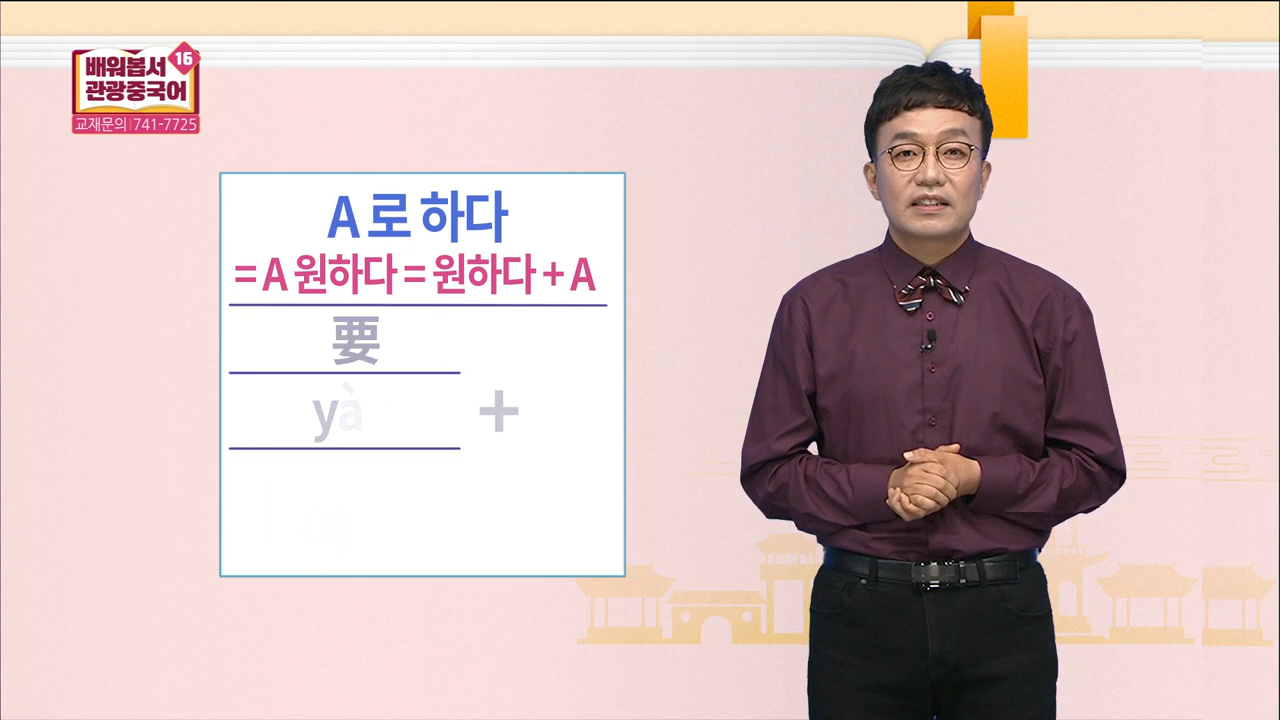 배워봅서
16
관광중국어
교재문의 741-7725
A 로 하다
= A 원하다 = 원하다 + A
要
yà +